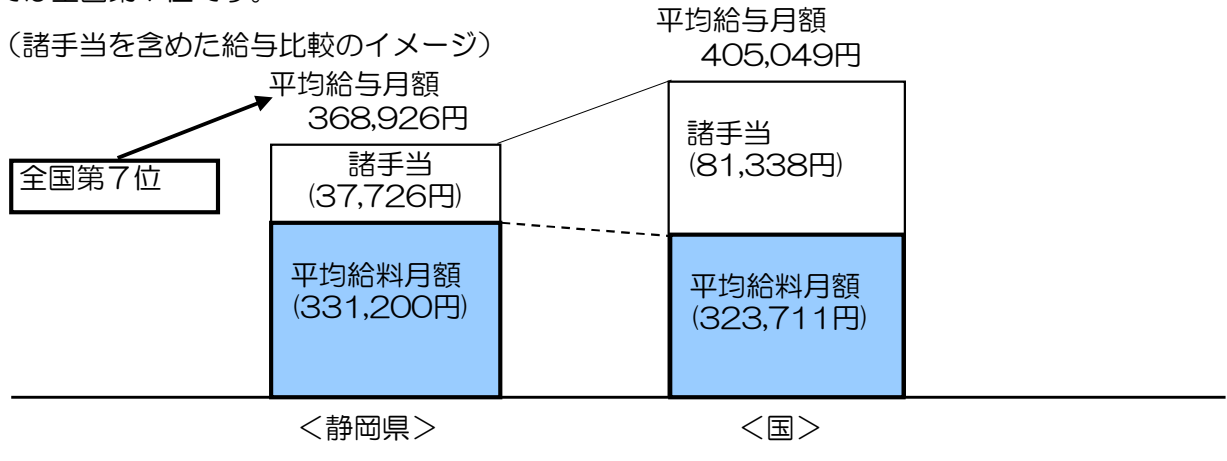 （諸手当を含めた給与比較のイメージ）
平均給与月額
405,049円
平均給与月額
368,926円
全国第７位
諸手当
(37,726円)
諸手当
(81,338円)
平均給料月額
(331,200円)
平均給料月額
(323,711円)
＜静岡県＞
＜国＞